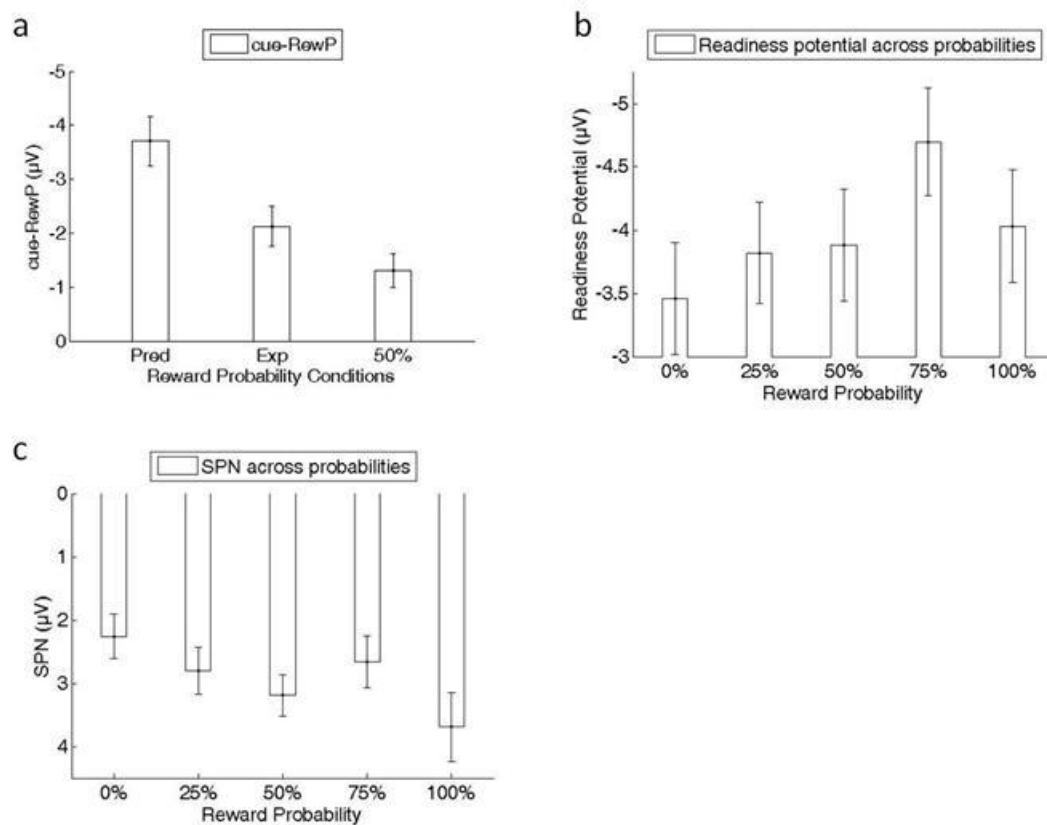 a
cue-RewP
-5
-4
-3
-2
-1
0
cue-RewP (µV)
Pred Exp 50%
Reward Probability Conditions
b
Readiness potential across probabilities
-5
-4.5
-4
-3.5
-3
Readiness Potential (µV)
0% 25% 50% 75% 100%
Reward Probability
c
SPN across probabilities
0
1
2
3
4
SPN (µV)
0% 25% 50% 75% 100%
Reward Probability